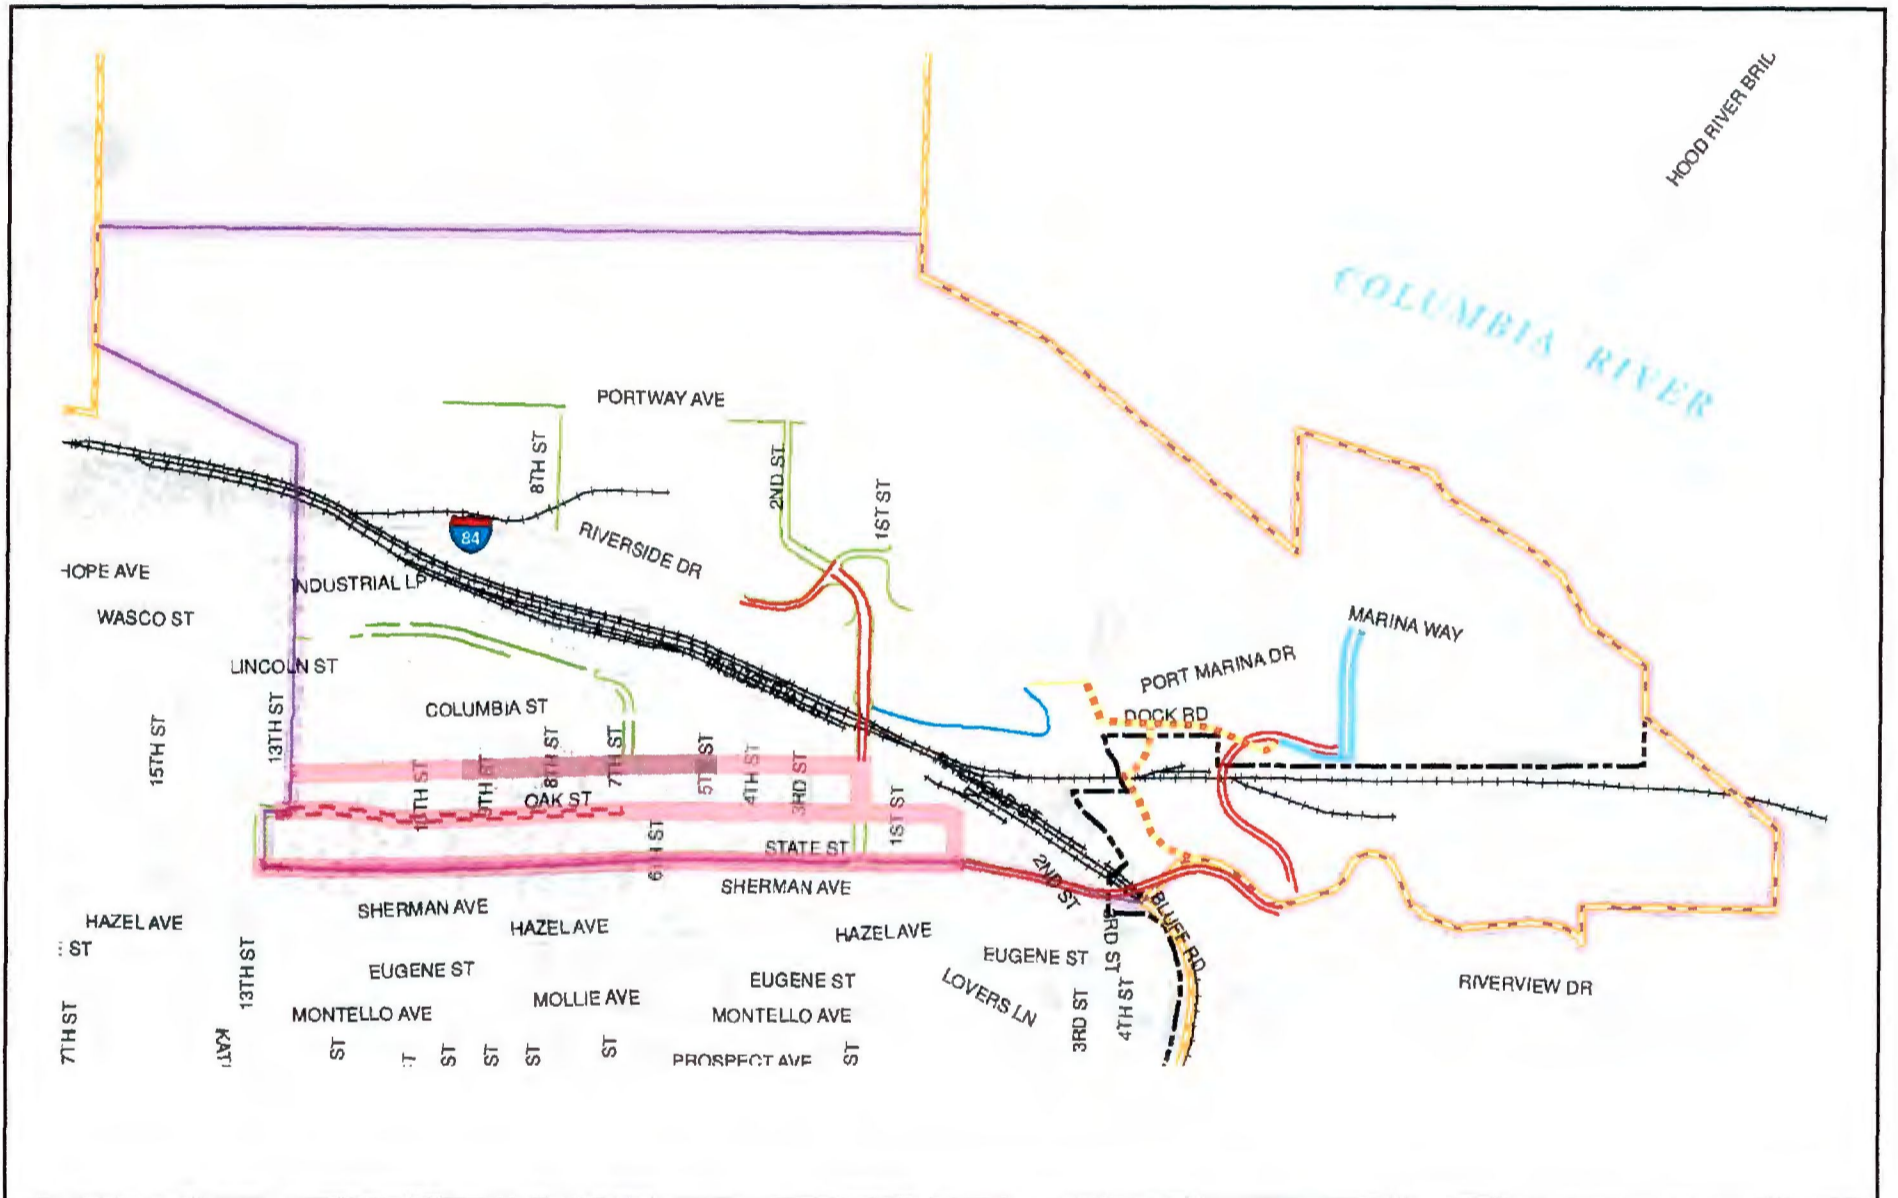 HOOD RIVER BRID
COLUMBIA RIVER
PORTWAY AVE
8TH ST
2ND ST
1ST ST
84
RIVERSIDE DR
HOPE AVE
INDUSTRIAL LP
WASCO ST
MARINA WAY
PORT MARINA DR
LINCOLN ST
COLUMBIA ST
DOCK RD
15TH ST
13TH ST
10TH ST
9TH ST
8TH ST
7TH ST
5TH ST
4TH ST
3RD ST
1ST ST
OAK ST
6TH ST
STATE ST
2ND ST
SHERMAN AVE
SHERMAN AVE
HAZEL AVE
HAZEL AVE
HAZEL AVE
3RD ST
BLUFF RD
ST
13TH ST
EUGENE ST
EUGENE ST
EUGENE ST
LOVERS LN
RIVERVIEW DR
MOLLIE AVE
MONTELLO AVE
MONTELLO AVE
3RD ST
4TH ST
7TH ST
KAT
ST
ST
ST
ST
ST
ST
PROSPECT AVE